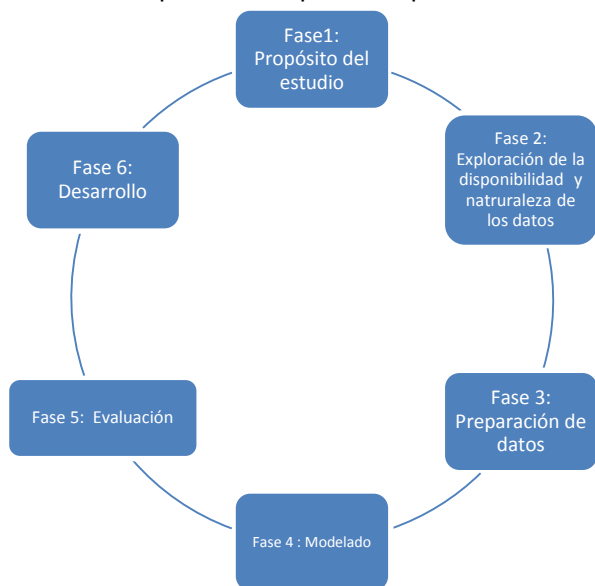 Fase1:
Propósito del
estudio
Fase 2:
Exploración de la
disponibilidad y
natruraleza de
los datos
Fase 3:
Preparación de
datos
Fase 4 : Modelado
Fase 5: Evaluación
Fase 6:
Desarrollo